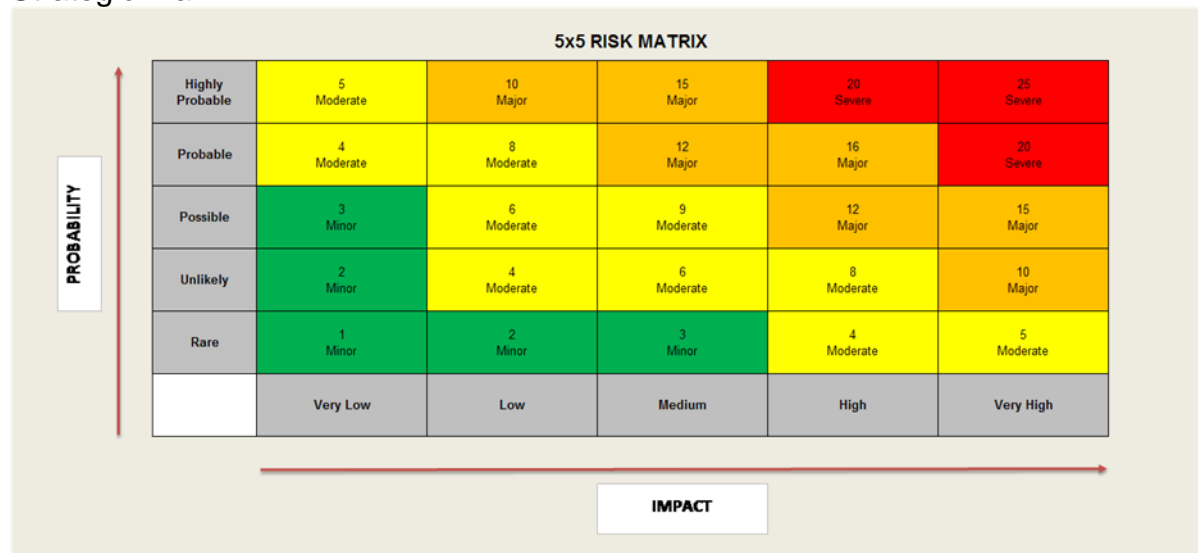 5x5 RISK MATRIX
Highly
Probable
5
Moderate
10
Major
15
Major
20
Severe
25
Severe
Probable
4
Moderate
8
Moderate
12
Major
16
Major
20
Severe
PROBABILITY
Possible
3
Minor
6
Moderate
9
Moderate
12
Major
15
Major
Unlikely
2
Minor
4
Moderate
6
Moderate
8
Moderate
10
Major
Rare
1
Minor
2
Minor
3
Minor
4
Moderate
5
Moderate
Very Low
Low
Medium
High
Very High
IMPACT